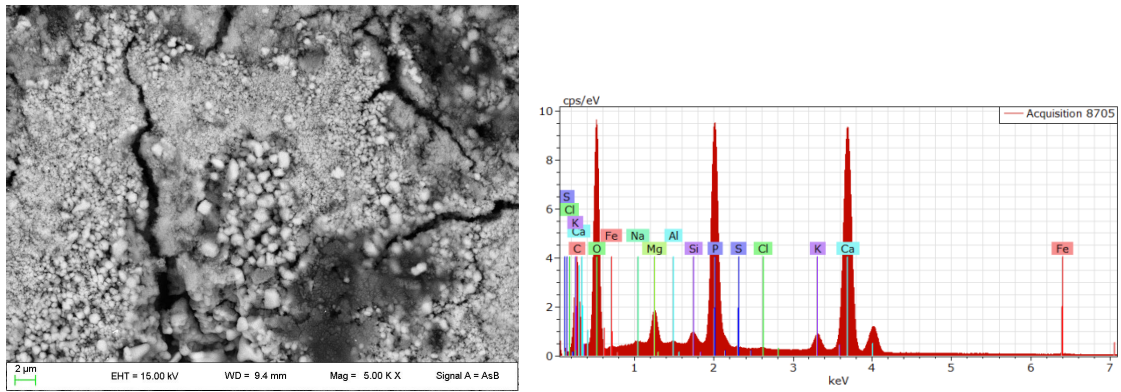 2 µm
EHT = 15.00 kV
WD = 9.4 mm
Mag = 5.00 K X
Signal A = AsB
cps/eV
Acquisition 8705
10
8
6
4
2
0
S
Cl
K
Ca
C
O
Fe
Na
Mg
Al
Si
P
S
Cl
K
Ca
Fe
1
2
3
4
5
6
7
keV